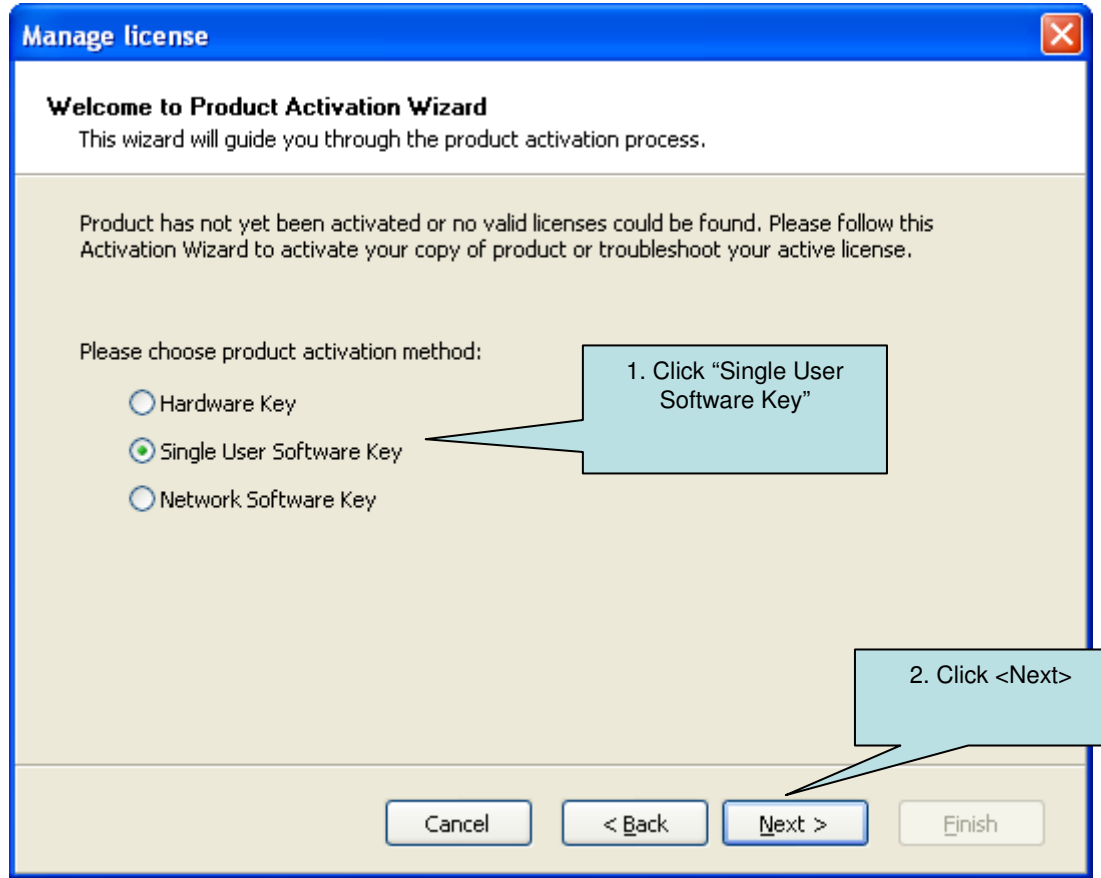 Manage license
Welcome to Product Activation Wizard
This wizard will guide you through the product activation process.
Product has not yet been activated or no valid licenses could be found. Please follow this
Activation Wizard to activate your copy of product or troubleshoot your active license.
Please choose product activation method:
Hardware Key
Single User Software Key
Network Software Key
1. Click “Single User
Software Key”
2. Click <Next>
Cancel
< Back
Next >
Finish